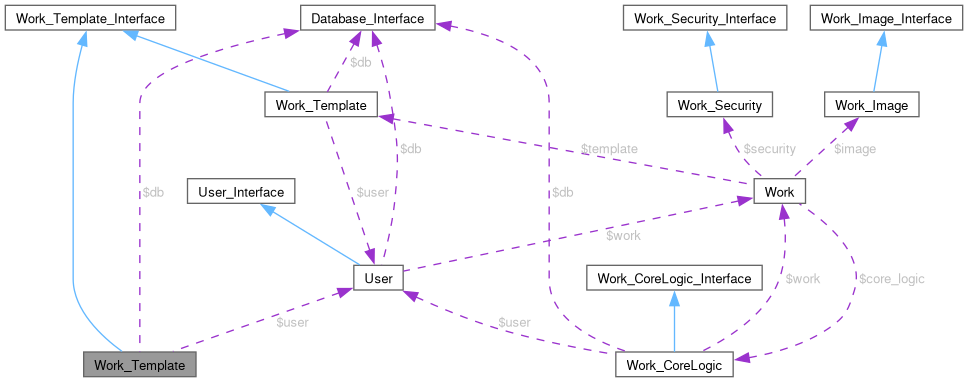 Work_Template_Interface
Database_Interface
Work_Security_Interface
Work_Image_Interface
$db
Work_Template
Work_Security
Work_Image
$db
$template
$security
$image
$db
User_Interface
$user
$db
Work
$work
User
Work_CoreLogic_Interface
$work
$core_logic
$user
$user
Work_Template
Work_CoreLogic